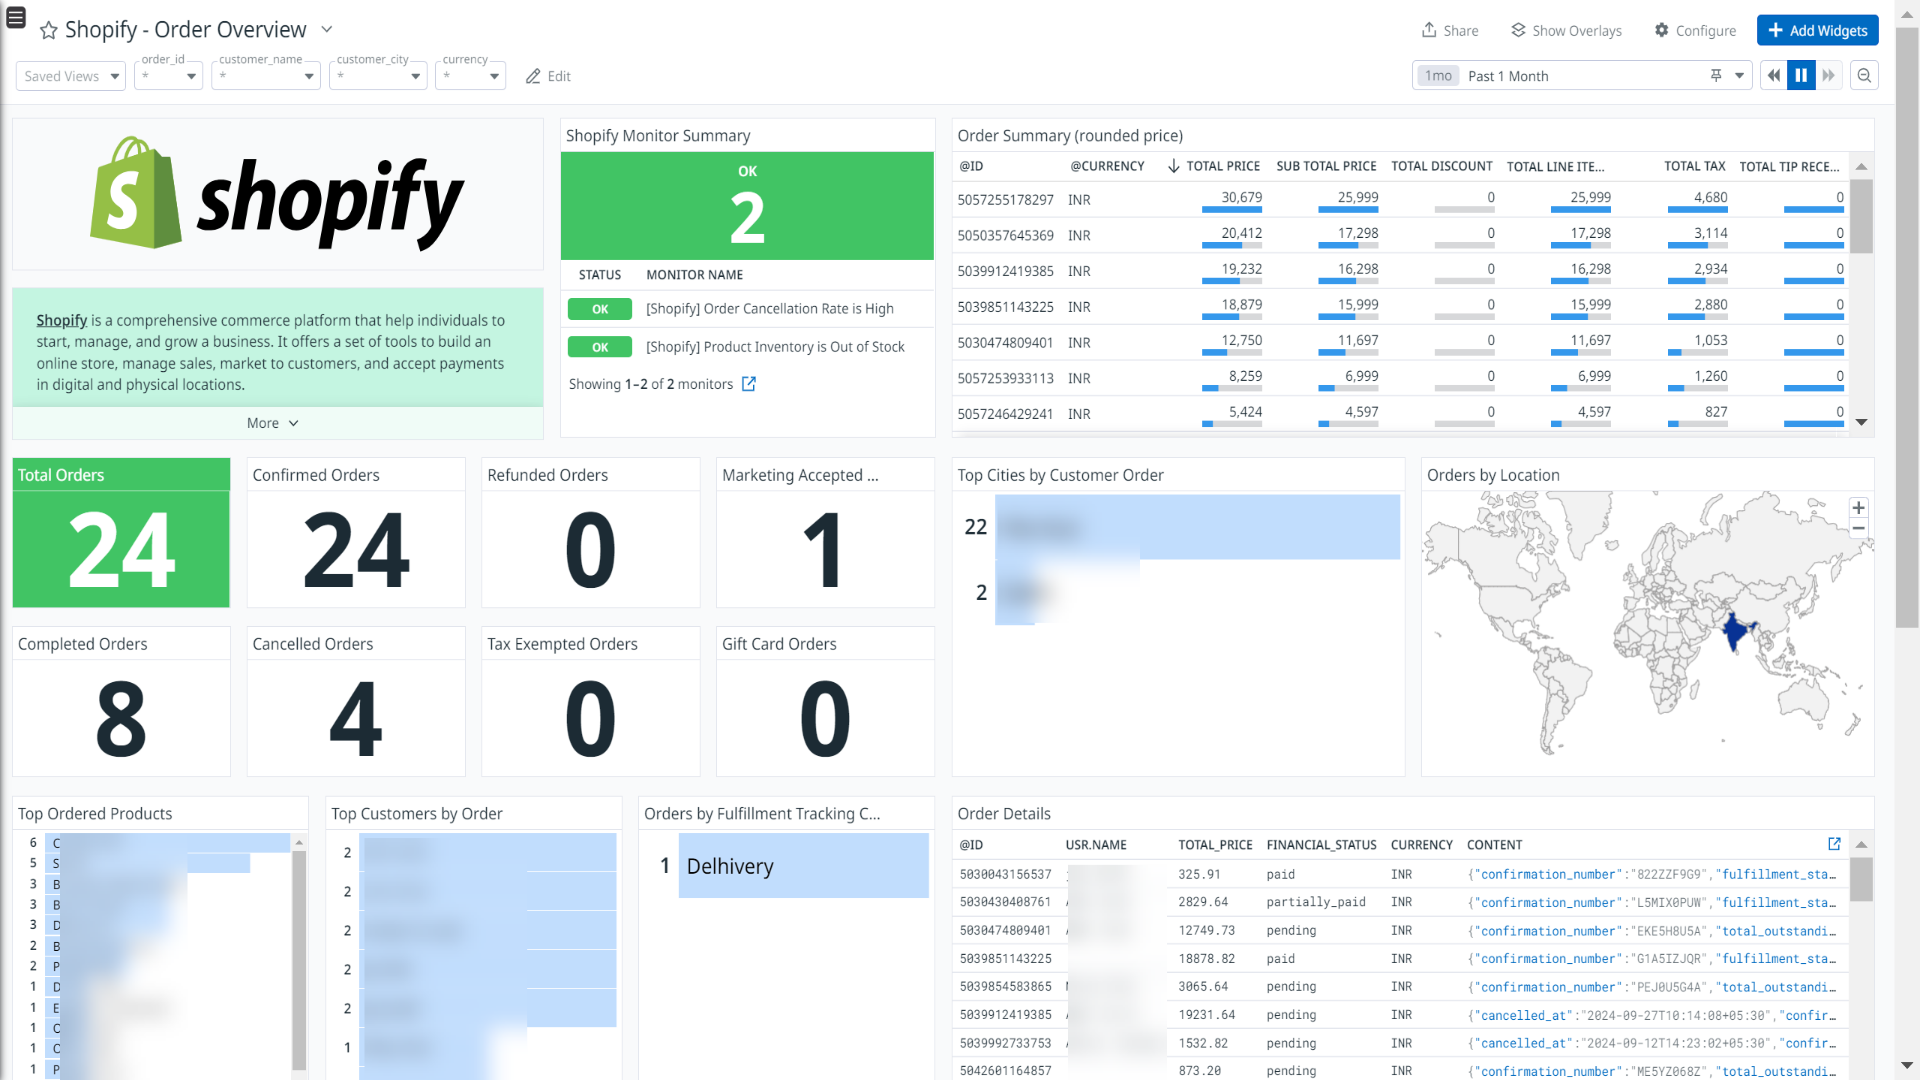 Shopify - Order Overview
Share
Show Overlays
Configure
+ Add Widgets
Saved Views
order_id
*
customer_name
*
customer_city
*
currency
*
Edit
1mo Past 1 Month
shopify
Shopify is a comprehensive commerce platform that help individuals to
start, manage, and grow a business. It offers a set of tools to build an
online store, manage sales, market to customers, and accept payments
in digital and physical locations.
More
Shopify Monitor Summary
OK
2
STATUS MONITOR NAME
OK [Shopify] Order Cancellation Rate is High
OK [Shopify] Product Inventory is Out of Stock
Showing 1–2 of 2 monitors
Order Summary (rounded price)
@ID @CURRENCY ↓ TOTAL PRICE SUB TOTAL PRICE TOTAL DISCOUNT TOTAL LINE ITE... TOTAL TAX TOTAL TIP RECE...
5057255178297 INR 30,679 25,999 0 25,999 4,680 0
5050357645369 INR 20,412 17,298 0 17,298 3,114 0
5039912419385 INR 19,232 16,298 0 16,298 2,934 0
5039851143225 INR 18,879 15,999 0 15,999 2,880 0
5030474809401 INR 12,750 11,697 0 11,697 1,053 0
5057253933113 INR 8,259 6,999 0 6,999 1,260 0
5057246429241 INR 5,424 4,597 0 4,597 827 0
Total Orders
24
Confirmed Orders
24
Refunded Orders
0
Marketing Accepted ...
1
Completed Orders
8
Cancelled Orders
4
Tax Exempted Orders
0
Gift Card Orders
0
Top Cities by Customer Order
22
2
Orders by Location
+
−
Top Ordered Products
6 C
5 S
3 B
3 B
3 D
2 B
2 P
1 D
1 E
1 O
1 O
1 P
Top Customers by Order
2
2
2
2
2
1
Orders by Fulfillment Tracking C...
1 Delhivery
Order Details
@ID USR.NAME TOTAL_PRICE FINANCIAL_STATUS CURRENCY CONTENT
5030043156537 325.91 paid INR {"confirmation_number":"822ZZF9G9","fulfillment_sta...
5030430408761 2829.64 partially_paid INR {"confirmation_number":"L5MIX0PUW","fulfillment_sta...
5030474809401 12749.73 pending INR {"confirmation_number":"EKE5H8U5A","total_outstandi...
5039851143225 18878.82 paid INR {"confirmation_number":"G1A5IZJQR","fulfillment_sta...
5039854583865 3065.64 pending INR {"confirmation_number":"PEJ0U5G4A","total_outstandi...
5039912419385 19231.64 pending INR {"cancelled_at":"2024-09-27T10:14:08+05:30","confir...
5039992733753 1532.82 pending INR {"cancelled_at":"2024-09-12T14:23:02+05:30","confir...
5042601164857 873.20 pending INR {"confirmation_number":"ME5YZ068Z","total_outstandi...